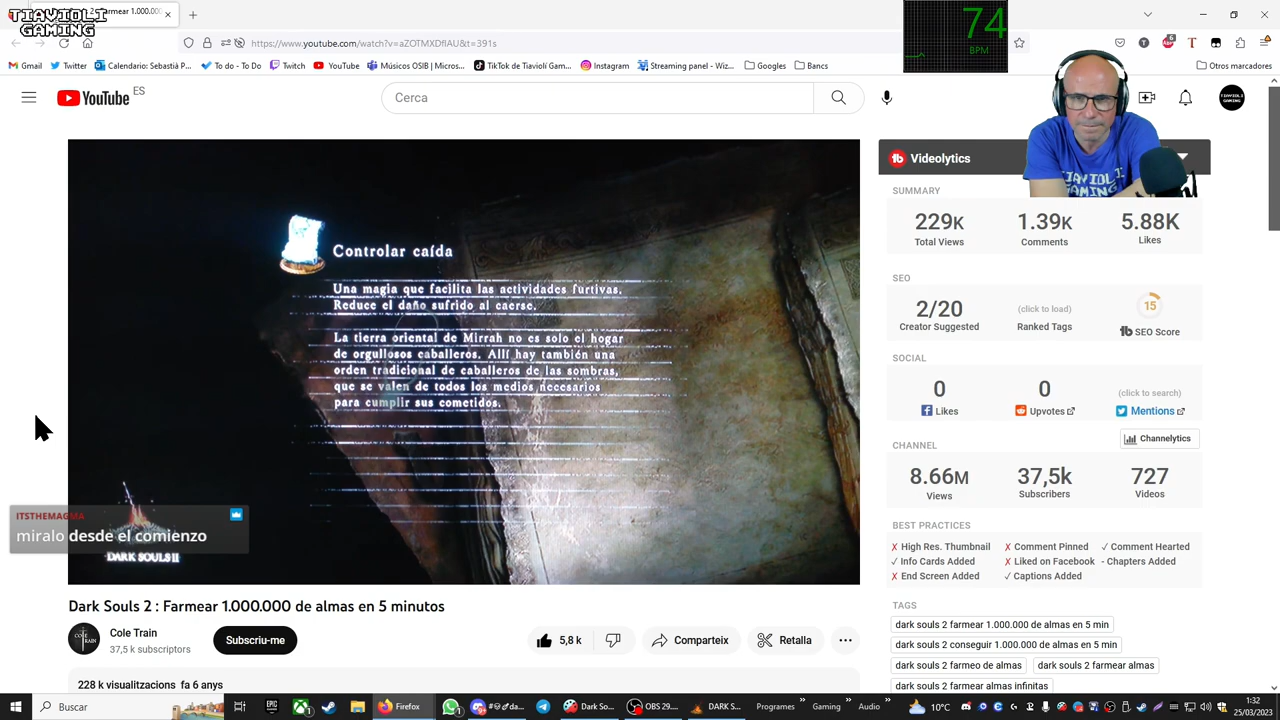 TIAVIOLI
GAMING
74
BPM
youtube.com/watch?v=aZOTMXDfIAU&t=391s
Gmail
Twitter
Calendario: Sebastià P...
To do - To Do
Twitch
YouTube
Músicos OSIB | Micros...
TikTok de Tiavolí Gam...
Instagram
Streaming panel - Wiz...
Googles
Bancs
Otros marcadores
YouTube ES
Cerca
TIAVIOLI
GAMING
Controlar caída
Una magia que facilita las actividades furtivas.
Reduce el daño sufrido al caerse.
La tierra oriental de Mirrah no es solo el hogar
de orgullosos caballeros. Allí hay también una
orden tradicional de caballeros de las sombras,
que se valen de todos los medios necesarios
para cumplir sus cometidos.
ITSTHEMAGMA
miralo desde el comienzo
DARK SOULS II
Dark Souls 2 : Farmear 1.000.000 de almas en 5 minutos
Cole Train
37,5 k subscriptors
Subscriu-me
5,8 k
Comparteix
Retalla
228 k visualitzacions fa 6 anys
Videolytics
SUMMARY
229K 1.39K 5.88K
Total Views Comments Likes
SEO
2/20 (click to load) 15
Creator Suggested Ranked Tags SEO Score
SOCIAL
0 0 (click to search)
Likes Upvotes Mentions
CHANNEL Channelytics
8.66M 37,5k 727
Views Subscribers Videos
BEST PRACTICES
✗ High Res. Thumbnail ✗ Comment Pinned ✓ Comment Hearted
✓ Info Cards Added ✗ Liked on Facebook - Chapters Added
✗ End Screen Added ✓ Captions Added
TAGS
dark souls 2 farmear 1.000.000 de almas en 5 min
dark souls 2 conseguir 1.000.000 de almas en 5 min
dark souls 2 farmeo de almas dark souls 2 farmear almas
dark souls 2 farmear almas infinitas
Buscar
Firefox
Dark So...
OBS 29....
DARK S...
Programes
Gaming
Audio
10°C
1:32
25/03/2023